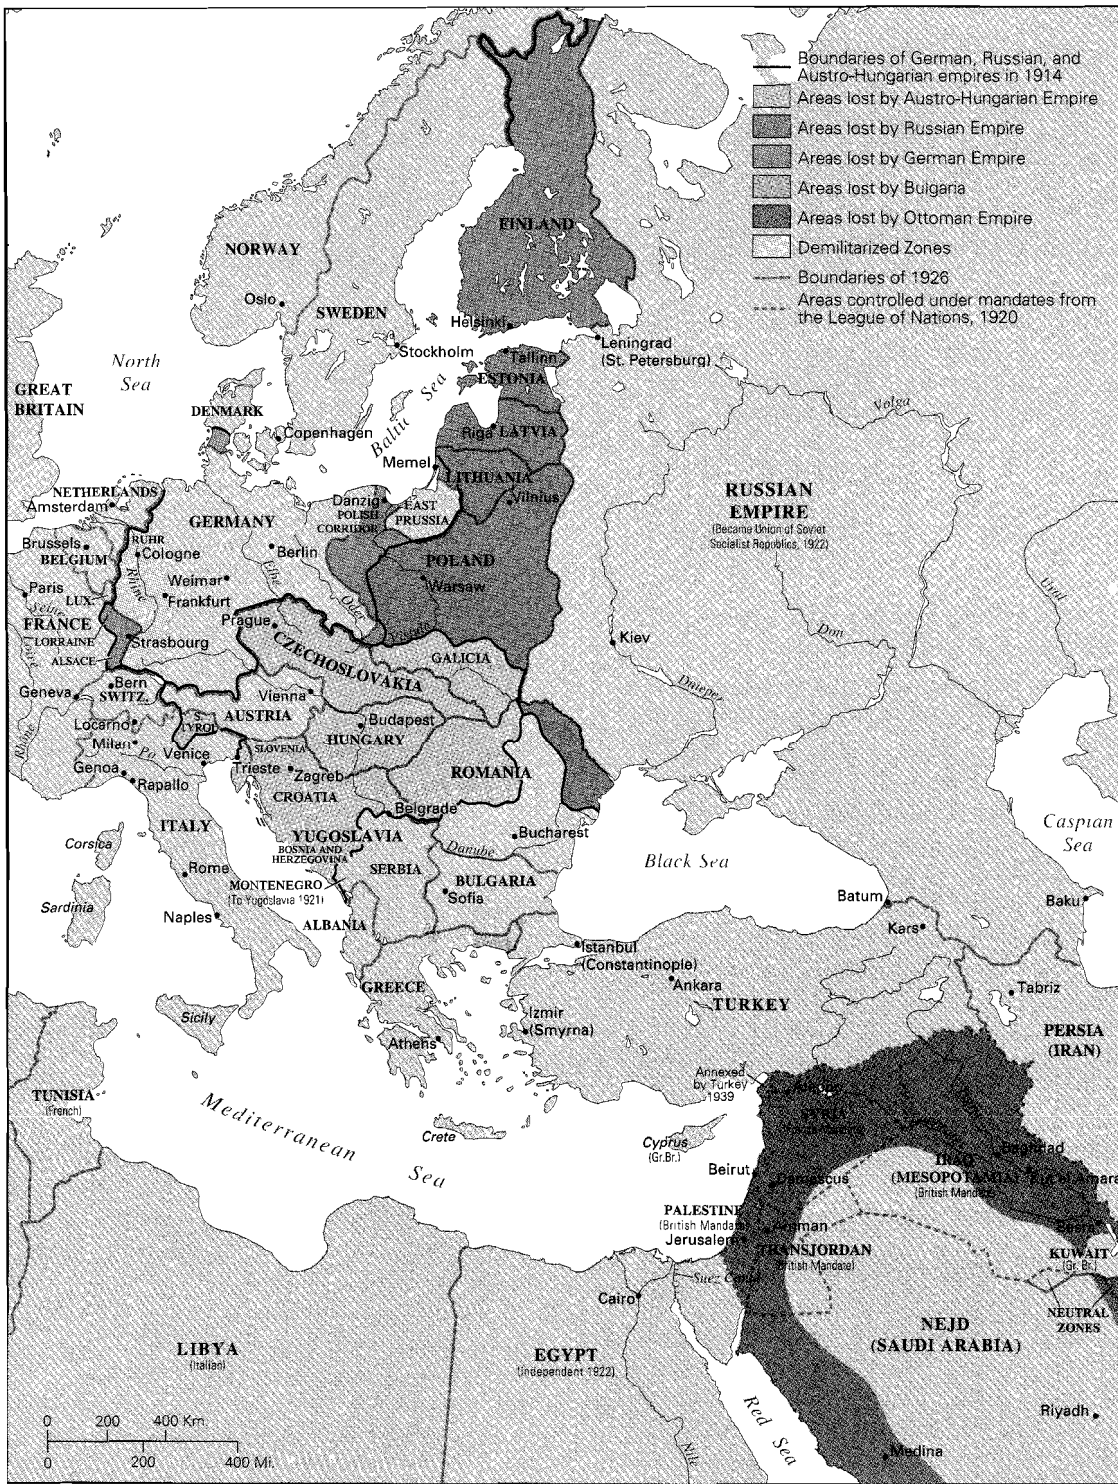 Boundaries of German, Russian, and
Austro-Hungarian empires in 1914
Areas lost by Austro-Hungarian Empire
Areas lost by Russian Empire
Areas lost by German Empire
Areas lost by Bulgaria
Areas lost by Ottoman Empire
Demilitarized Zones
Boundaries of 1926
Areas controlled under mandates from
the League of Nations, 1920
FINLAND
NORWAY
Oslo
SWEDEN
Helsinki
Stockholm
Leningrad
(St. Petersburg)
Tallinn
ESTONIA
North
Sea
Baltic Sea
GREAT
BRITAIN
DENMARK
Copenhagen
Riga
LATVIA
Volga
Memel
LITHUANIA
Vilnius
NETHERLANDS
Amsterdam
Danzig
POLISH
CORRIDOR
EAST
PRUSSIA
GERMANY
RUSSIAN
EMPIRE
(Became Union of Soviet
Socialist Republics, 1922)
RUHR
Cologne
Brussels
BELGIUM
Berlin
POLAND
Warsaw
Weimar
Elbe
Rhine
Paris
LUX.
Frankfurt
Oder
Ural
Seine
FRANCE
Prague
LORRAINE
Strasbourg
CZECHOSLOVAKIA
Kiev
Don
ALSACE
GALICIA
Bern
Geneva
SWITZ.
Vienna
Dnieper
AUSTRIA
Locarno
S.
TYROL
Budapest
HUNGARY
Milan
Po
Venice
SLOVENIA
Rhône
Genoa
Trieste
Zagreb
ROMANIA
Rapallo
CROATIA
Belgrade
ITALY
YUGOSLAVIA
Bucharest
Corsica
BOSNIA AND
HERZEGOVINA
Danube
Black Sea
Caspian
Sea
Rome
SERBIA
BULGARIA
MONTENEGRO
(To Yugoslavia 1921)
Sofia
Batum
Baku
Sardinia
Naples
ALBANIA
Kars
Istanbul
(Constantinople)
GREECE
Ankara
TURKEY
Tabriz
Sicily
Izmir
(Smyrna)
Athens
PERSIA
(IRAN)
Annexed
by Turkey
1939
TUNISIA
(French)
Mediterranean Sea
SYRIA
Crete
Cyprus
(Gr.Br.)
Baghdad
Beirut
Damascus
IRAQ
(MESOPOTAMIA)
(British Mandate)
Kut el Amara
PALESTINE
(British Mandate)
Jerusalem
Amman
TRANSJORDAN
(British Mandate)
KUWAIT
(Gr. Br.)
Suez Canal
Cairo
NEUTRAL
ZONES
NEJD
(SAUDI ARABIA)
LIBYA
(Italian)
EGYPT
(Independent 1922)
Red Sea
Riyadh
Nile
Medina
0 200 400 Km.
0 200 400 Mi.